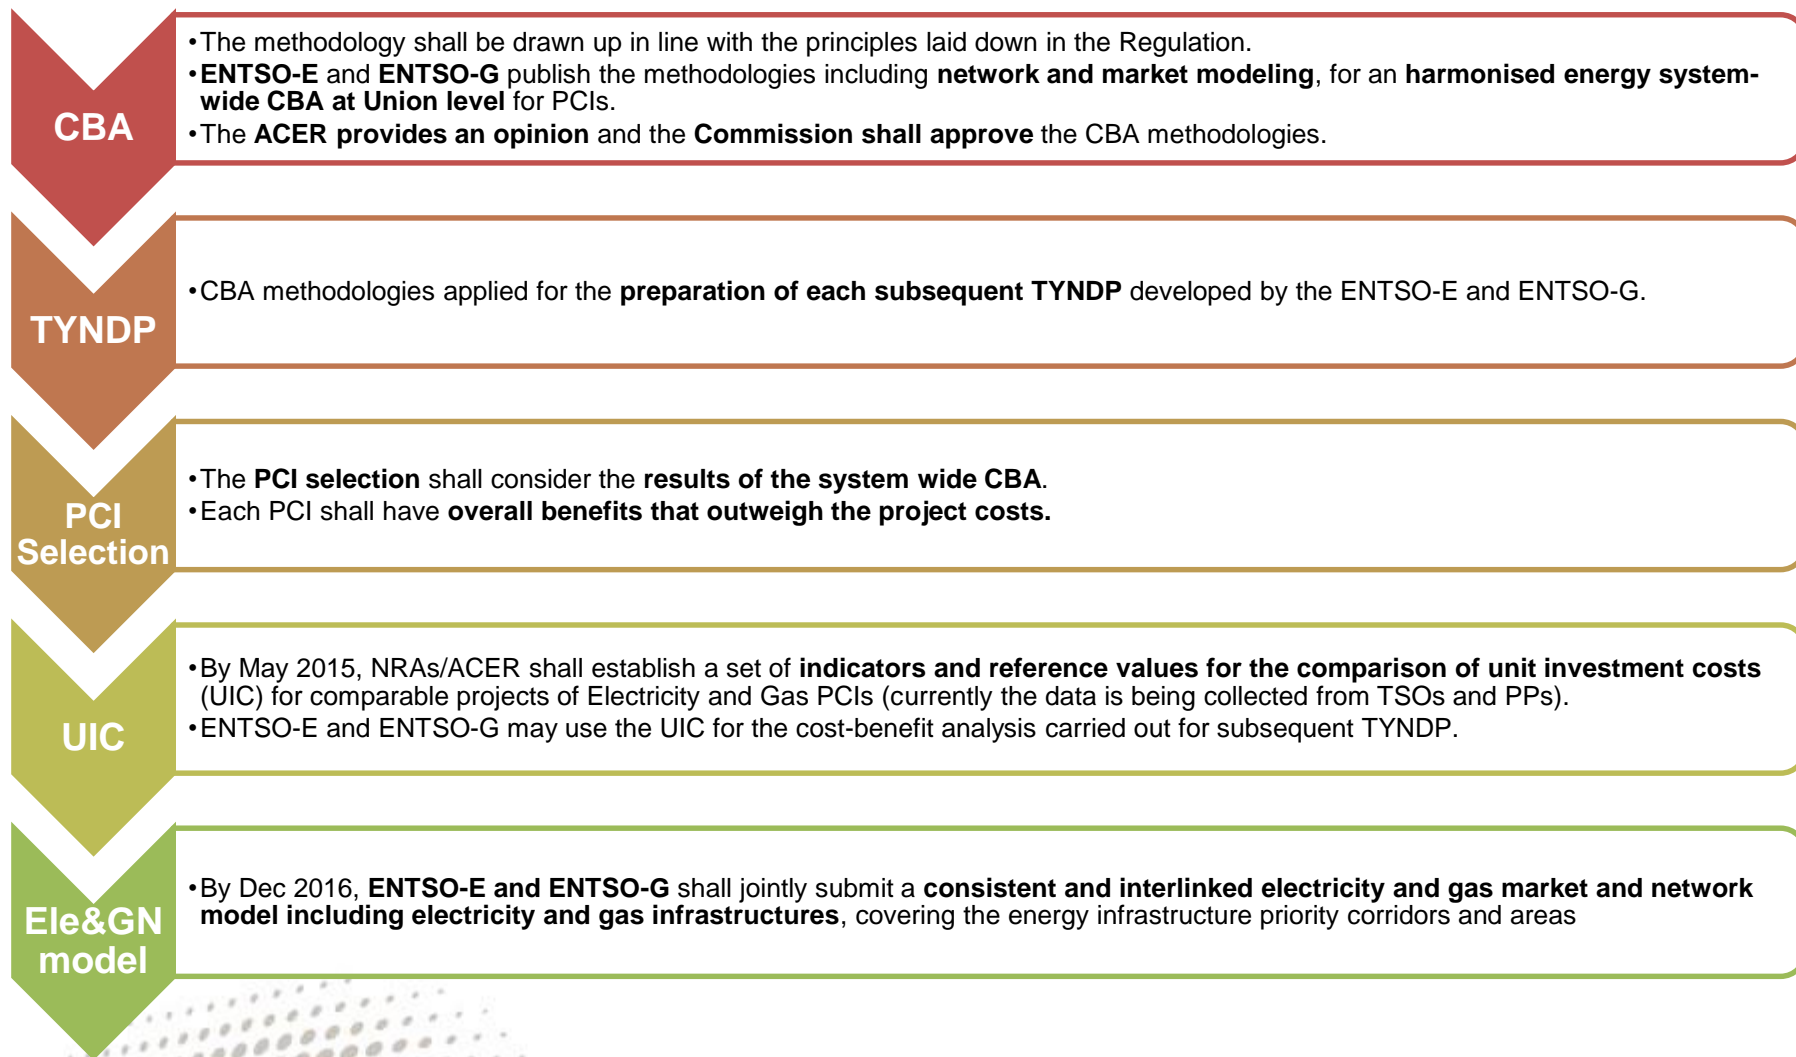 CBA
•The methodology shall be drawn up in line with the principles laid down in the Regulation.
•ENTSO-E and ENTSO-G publish the methodologies including network and market modeling, for an harmonised energy system-
wide CBA at Union level for PCIs.
•The ACER provides an opinion and the Commission shall approve the CBA methodologies.
TYNDP
•CBA methodologies applied for the preparation of each subsequent TYNDP developed by the ENTSO-E and ENTSO-G.
PCI
Selection
•The PCI selection shall consider the results of the system wide CBA.
•Each PCI shall have overall benefits that outweigh the project costs.
UIC
•By May 2015, NRAs/ACER shall establish a set of indicators and reference values for the comparison of unit investment costs
(UIC) for comparable projects of Electricity and Gas PCIs (currently the data is being collected from TSOs and PPs).
•ENTSO-E and ENTSO-G may use the UIC for the cost-benefit analysis carried out for subsequent TYNDP.
Ele&GN
model
•By Dec 2016, ENTSO-E and ENTSO-G shall jointly submit a consistent and interlinked electricity and gas market and network
model including electricity and gas infrastructures, covering the energy infrastructure priority corridors and areas